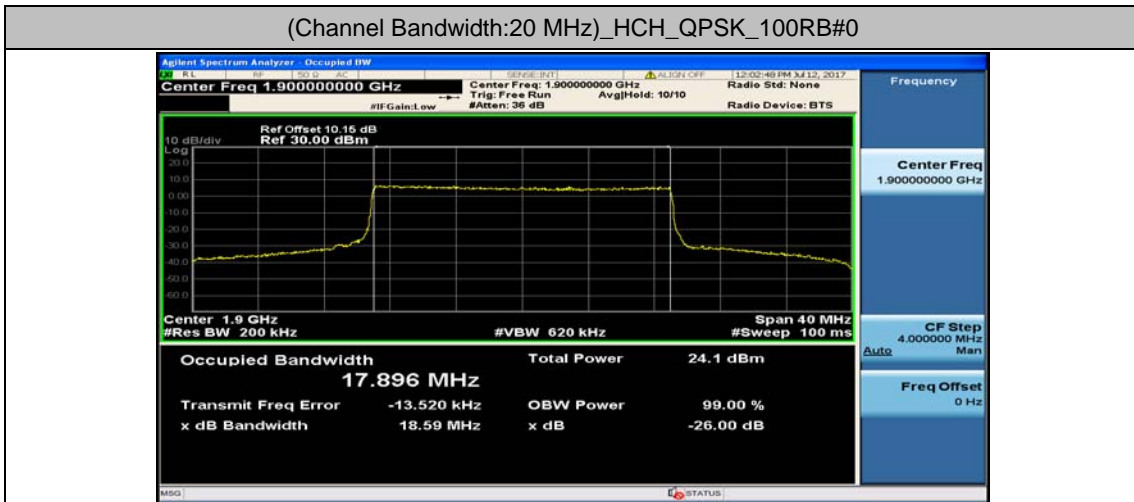 (Channel Bandwidth:20 MHz)_HCH_QPSK_100RB#0
Agilent Spectrum Analyzer - Occupied BW
RL RF 50 Ω AC SENSE:INT ALIGN OFF 12:02:48 PM Jul 12, 2017
Center Freq 1.900000000 GHz
Center Freq: 1.900000000 GHz
Radio Std: None
Trig: Free Run Avg|Hold: 10/10
#IFGain:Low #Atten: 36 dB Radio Device: BTS
Frequency
Ref Offset 10.15 dB
10 dB/div Ref 30.00 dBm
Log
20.0
10.0
0.00
-10.0
-20.0
-30.0
-40.0
-50.0
-60.0
Center Freq
1.900000000 GHz
Center 1.9 GHz Span 40 MHz
#Res BW 200 kHz #VBW 620 kHz #Sweep 100 ms
CF Step
4.000000 MHz
Auto Man
Occupied Bandwidth Total Power 24.1 dBm
17.896 MHz
Transmit Freq Error -13.520 kHz OBW Power 99.00 %
x dB Bandwidth 18.59 MHz x dB -26.00 dB
Freq Offset
0 Hz
MSG STATUS